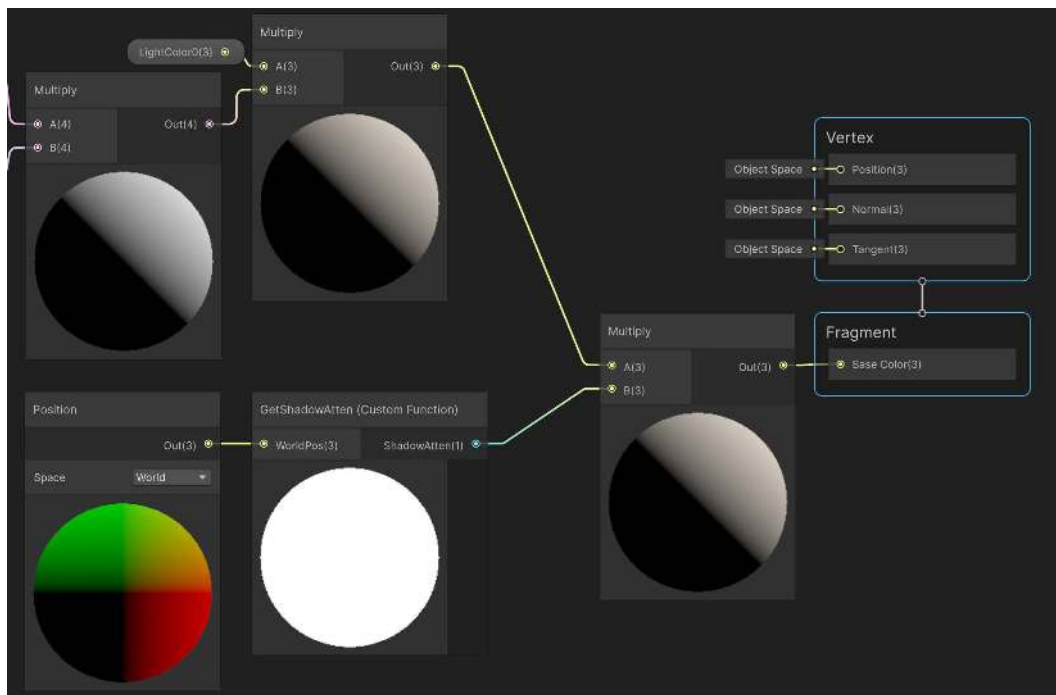 LightColor0(3)
Multiply
A(3)
Out(3)
B(3)
Multiply
A(4)
Out(4)
B(4)
Vertex
Object Space
Position(3)
Object Space
Normal(3)
Object Space
Tangent(3)
Fragment
Base Color(3)
Multiply
A(3)
Out(3)
B(3)
Position
Out(3)
Space
World
GetShadowAtten (Custom Function)
WorldPos(3)
ShadowAtten(1)